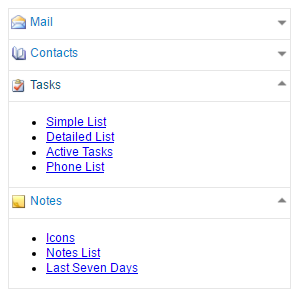 Mail
Contacts
Tasks
Simple List
Detailed List
Active Tasks
Phone List
Notes
Icons
Notes List
Last Seven Days